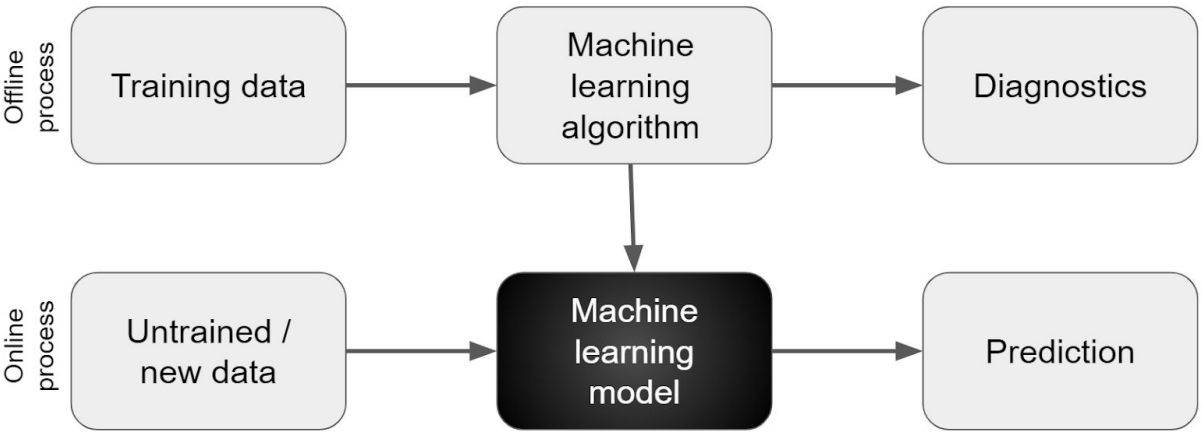 Offline
process
Training data
Machine
learning
algorithm
Diagnostics
Online
process
Untrained /
new data
Machine
learning
model
Prediction